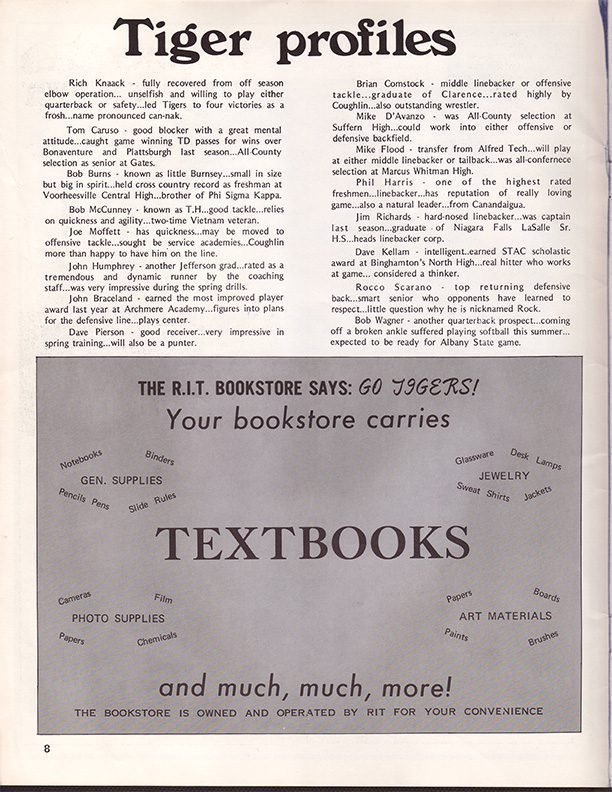 Tiger profiles
Rich Knaack - fully recovered from off season
elbow operation... unselfish and willing to play either
quarterback or safety...led Tigers to four victories as a
frosh...name pronounced can-nak.
Tom Caruso - good blocker with a great mental
attitude...caught game winning TD passes for wins over
Bonaventure and Plattsburgh last season...All-County
selection as senior at Gates.
Bob Burns - known as little Burnsey...small in size
but big in spirit...held cross country record as freshman at
Voorheesville Central High...brother of Phi Sigma Kappa.
Bob McCunney - known as T.H...good tackle...relies
on quickness and agility...two-time Vietnam veteran.
Joe Moffett - has quickness...may be moved to
offensive tackle...sought be service academies...Coughlin
more than happy to have him on the line.
John Humphrey - another Jefferson grad...rated as a
tremendous and dynamic runner by the coaching
staff...was very impressive during the spring drills.
John Braceland - earned the most improved player
award last year at Archmere Academy...figures into plans
for the defensive line...plays center.
Dave Pierson - good receiver...very impressive in
spring training...will also be a punter.
Brian Comstock - middle linebacker or offensive
tackle...graduate of Clarence...rated highly by
Coughlin...also outstanding wrestler.
Mike D'Avanzo - was All-County selection at
Suffern High...could work into either offensive or
defensive backfield.
Mike Flood - transfer from Alfred Tech...will play
at either middle linebacker or tailback...was all-confernece
selection at Marcus Whitman High.
Phil Harris - one of the highest rated
freshmen...linebacker...has reputation of really loving
game...also a natural leader...from Canandaigua.
Jim Richards - hard-nosed linebacker...was captain
last season...graduate of Niagara Falls LaSalle Sr.
H.S...heads linebacker corp.
Dave Kellam - intelligent..earned STAC scholastic
award at Binghamton's North High...real hitter who works
at game... considered a thinker.
Rocco Scarano - top returning defensive
back...smart senior who opponents have learned to
respect...little question why he is nicknamed Rock.
Bob Wagner - another quarterback prospect...coming
off a broken ankle suffered playing softball this summer...
expected to be ready for Albany State game.
THE R.I.T. BOOKSTORE SAYS: GO TIGERS!
Your bookstore carries
Notebooks Binders
GEN. SUPPLIES
Pencils Pens Slide Rules
Glassware Desk Lamps
JEWELRY
Sweat Shirts Jackets
TEXTBOOKS
Cameras Film
PHOTO SUPPLIES
Papers Chemicals
Papers Boards
ART MATERIALS
Paints Brushes
and much, much, more!
THE BOOKSTORE IS OWNED AND OPERATED BY RIT FOR YOUR CONVENIENCE
8